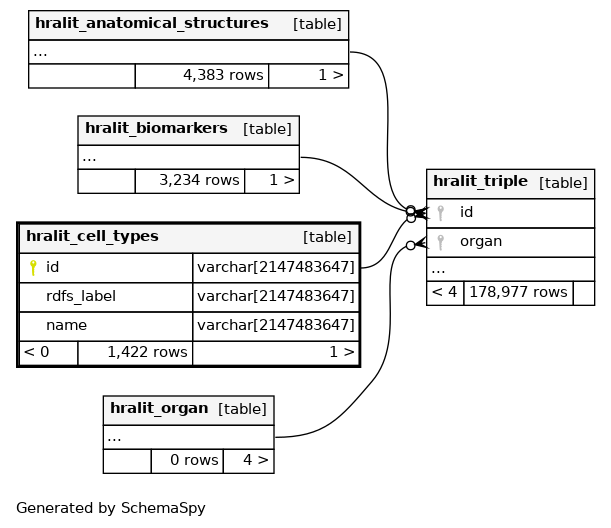 hralit_anatomical_structures [table]
...
4,383 rows 1 >
hralit_biomarkers [table]
...
3,234 rows 1 >
hralit_cell_types [table]
id varchar[2147483647]
rdfs_label varchar[2147483647]
name varchar[2147483647]
< 0 1,422 rows 1 >
hralit_organ [table]
...
0 rows 4 >
hralit_triple [table]
id
organ
...
< 4 178,977 rows
Generated by SchemaSpy